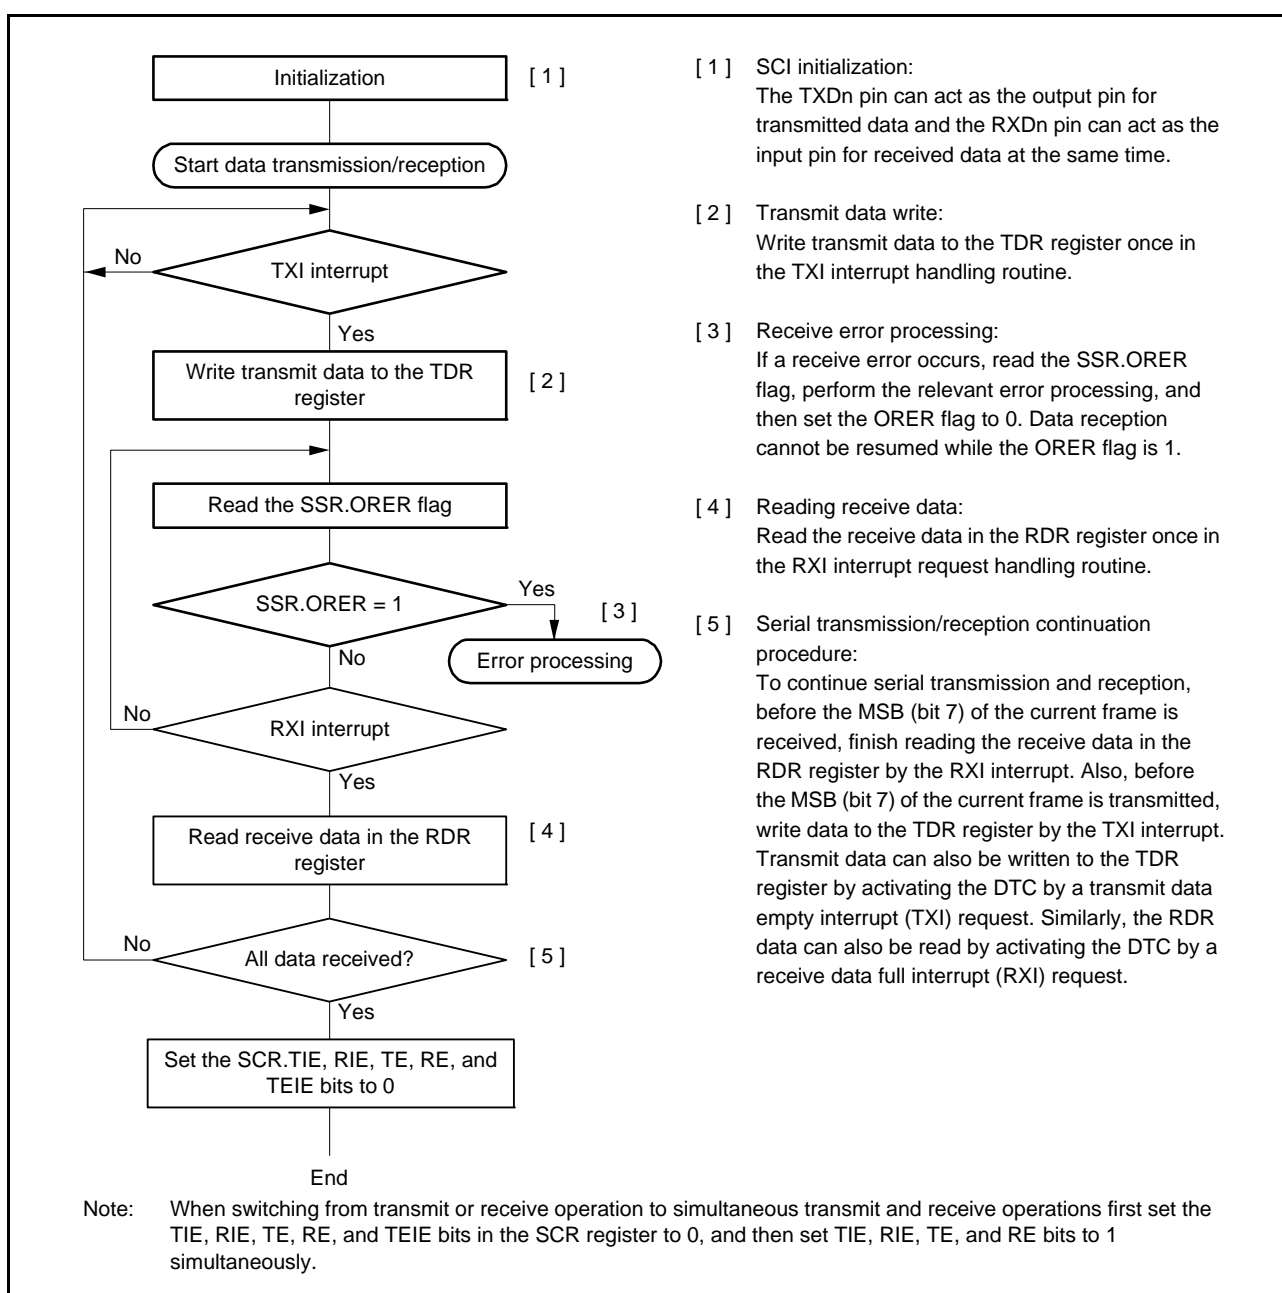 Initialization
[ 1 ]
Start data transmission/reception
No
TXI interrupt
Yes
Write transmit data to the TDR
register
[ 2 ]
Read the SSR.ORER flag
SSR.ORER = 1
Yes
[ 3 ]
Error processing
No
No
RXI interrupt
Yes
Read receive data in the RDR
register
[ 4 ]
No
All data received?
[ 5 ]
Yes
Set the SCR.TIE, RIE, TE, RE, and
TEIE bits to 0
End
[ 1 ] SCI initialization:
The TXDn pin can act as the output pin for
transmitted data and the RXDn pin can act as the
input pin for received data at the same time.
[ 2 ] Transmit data write:
Write transmit data to the TDR register once in
the TXI interrupt handling routine.
[ 3 ] Receive error processing:
If a receive error occurs, read the SSR.ORER
flag, perform the relevant error processing, and
then set the ORER flag to 0. Data reception
cannot be resumed while the ORER flag is 1.
[ 4 ] Reading receive data:
Read the receive data in the RDR register once in
the RXI interrupt request handling routine.
[ 5 ] Serial transmission/reception continuation
procedure:
To continue serial transmission and reception,
before the MSB (bit 7) of the current frame is
received, finish reading the receive data in the
RDR register by the RXI interrupt. Also, before
the MSB (bit 7) of the current frame is transmitted,
write data to the TDR register by the TXI interrupt.
Transmit data can also be written to the TDR
register by activating the DTC by a transmit data
empty interrupt (TXI) request. Similarly, the RDR
data can also be read by activating the DTC by a
receive data full interrupt (RXI) request.
Note: When switching from transmit or receive operation to simultaneous transmit and receive operations first set the
TIE, RIE, TE, RE, and TEIE bits in the SCR register to 0, and then set TIE, RIE, TE, and RE bits to 1
simultaneously.